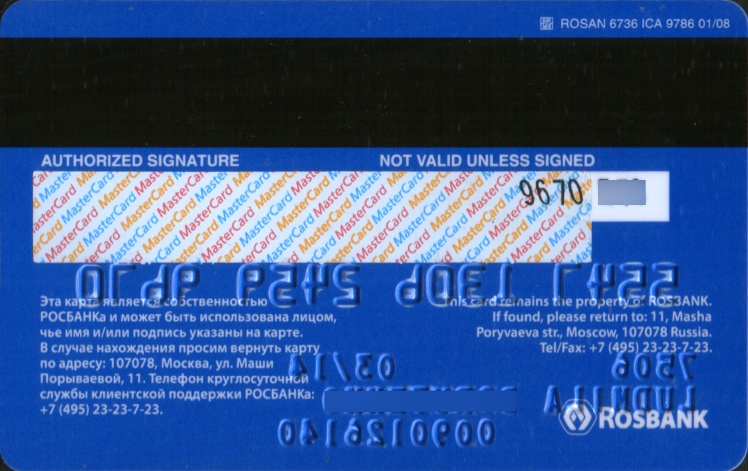 ROSAN 6736 ICA 9786 01/08
AUTHORIZED SIGNATURE
NOT VALID UNLESS SIGNED
MasterCard
9670
Эта карта является собственностью
РОСБАНКа и может быть использована лицом,
чье имя и/или подпись указаны на карте.
В случае нахождения просим вернуть карту
по адресу: 107078, Москва, ул. Маши
Порываевой, 11. Телефон круглосуточной
службы клиентской поддержки РОСБАНКа:
+7 (495) 23-23-7-23.
This card remains the property of ROSBANK.
If found, please return to: 11, Masha
Poryvaeva str., Moscow, 107078 Russia.
Tel/Fax: +7 (495) 23-23-7-23.
ROSBANK